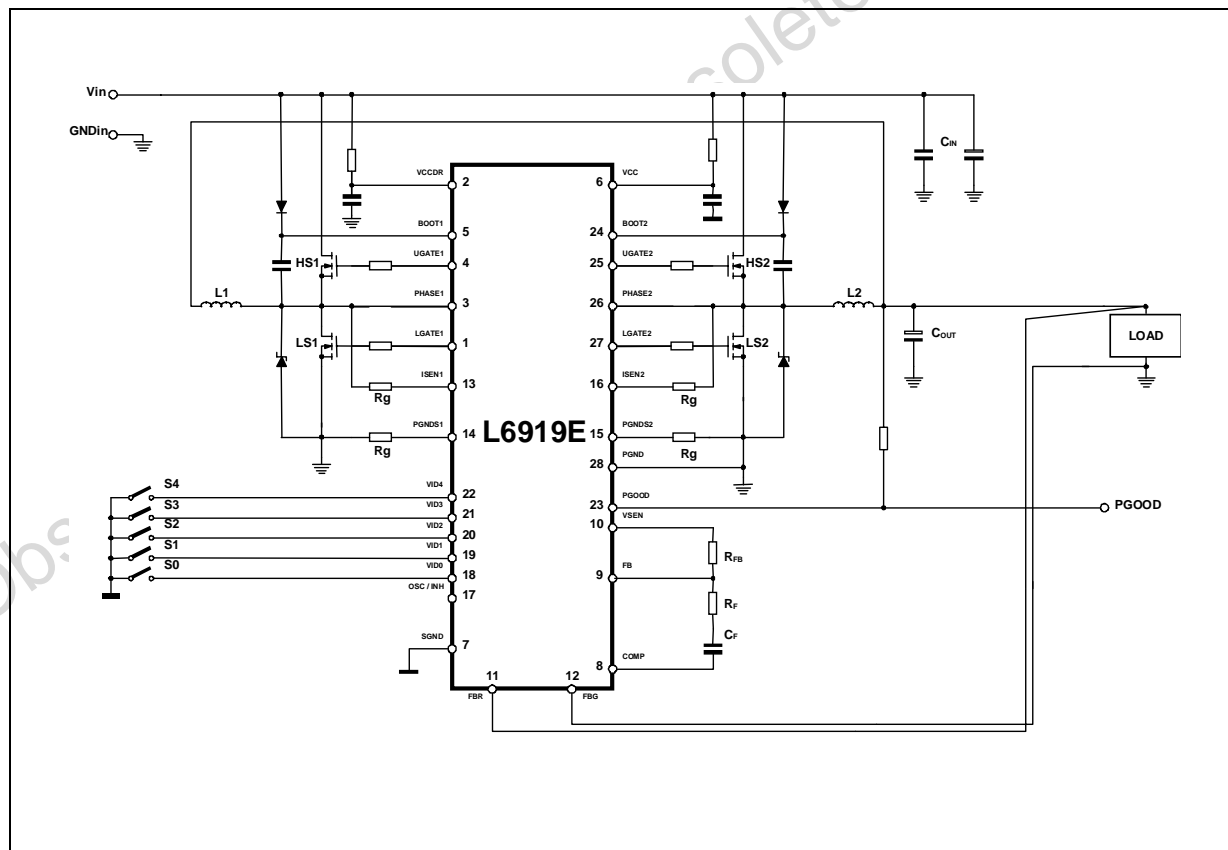 solete
Obs
Vin
GNDin
CIN
VCCDR
2
6
VCC
BOOT1
5
24
BOOT2
HS1
UGATE1
4
25
UGATE2
HS2
L1
PHASE1
3
26
PHASE2
L2
COUT
LOAD
LS1
LGATE1
1
27
LGATE2
LS2
ISEN1
13
16
ISEN2
Rg
Rg
L6919E
PGNDS1
14
15
PGNDS2
Rg
Rg
28
PGND
S4
VID4
22
23
PGOOD
PGOOD
S3
VID3
21
10
VSEN
S2
VID2
20
RFB
S1
VID1
19
9
FB
S0
VID0
18
OSC / INH
17
RF
CF
SGND
7
8
COMP
11
12
FBR
FBG